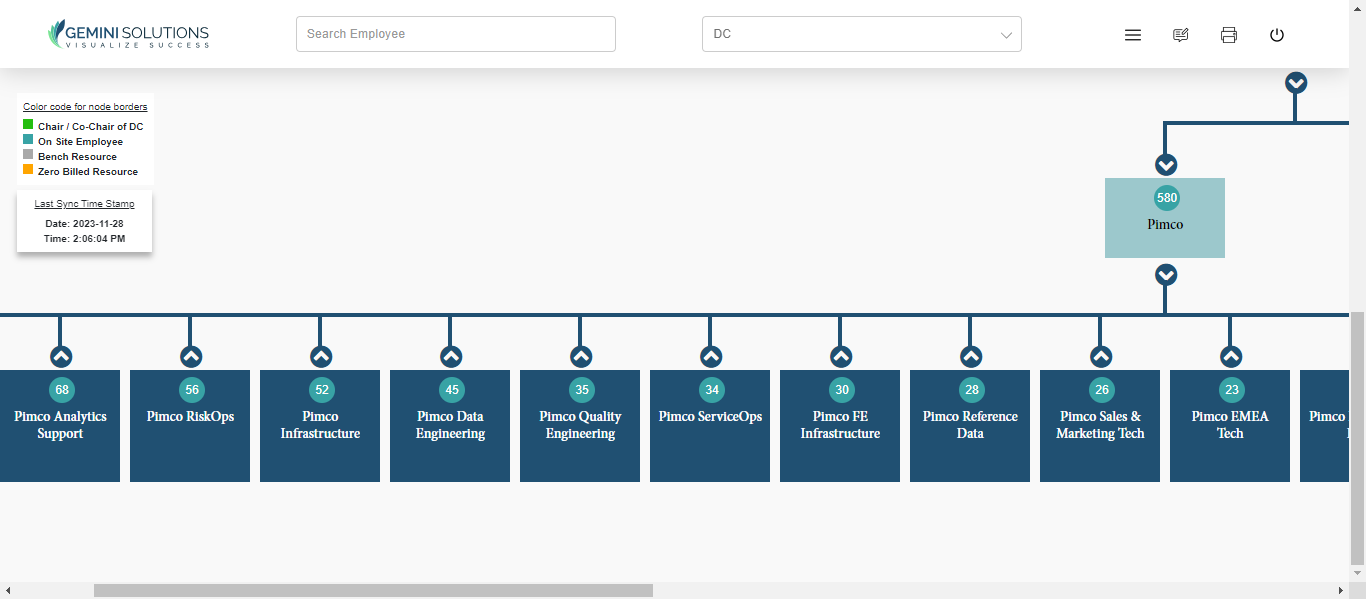 GEMINI SOLUTIONS
VISUALIZE SUCCESS
Search Employee
DC
Color code for node borders
Chair / Co-Chair of DC
On Site Employee
Bench Resource
Zero Billed Resource
Last Sync Time Stamp
Date: 2023-11-28
Time: 2:06:04 PM
580
Pimco
68
Pimco Analytics
Support
56
Pimco RiskOps
52
Pimco
Infrastructure
45
Pimco Data
Engineering
35
Pimco Quality
Engineering
34
Pimco ServiceOps
30
Pimco FE
Infrastructure
28
Pimco Reference
Data
26
Pimco Sales &
Marketing Tech
23
Pimco EMEA
Tech
Pimco